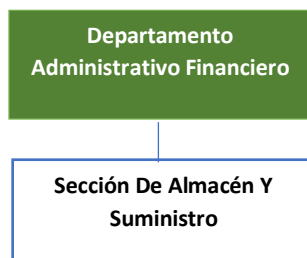 Departamento
Administrativo Financiero
Sección De Almacén Y
Suministro